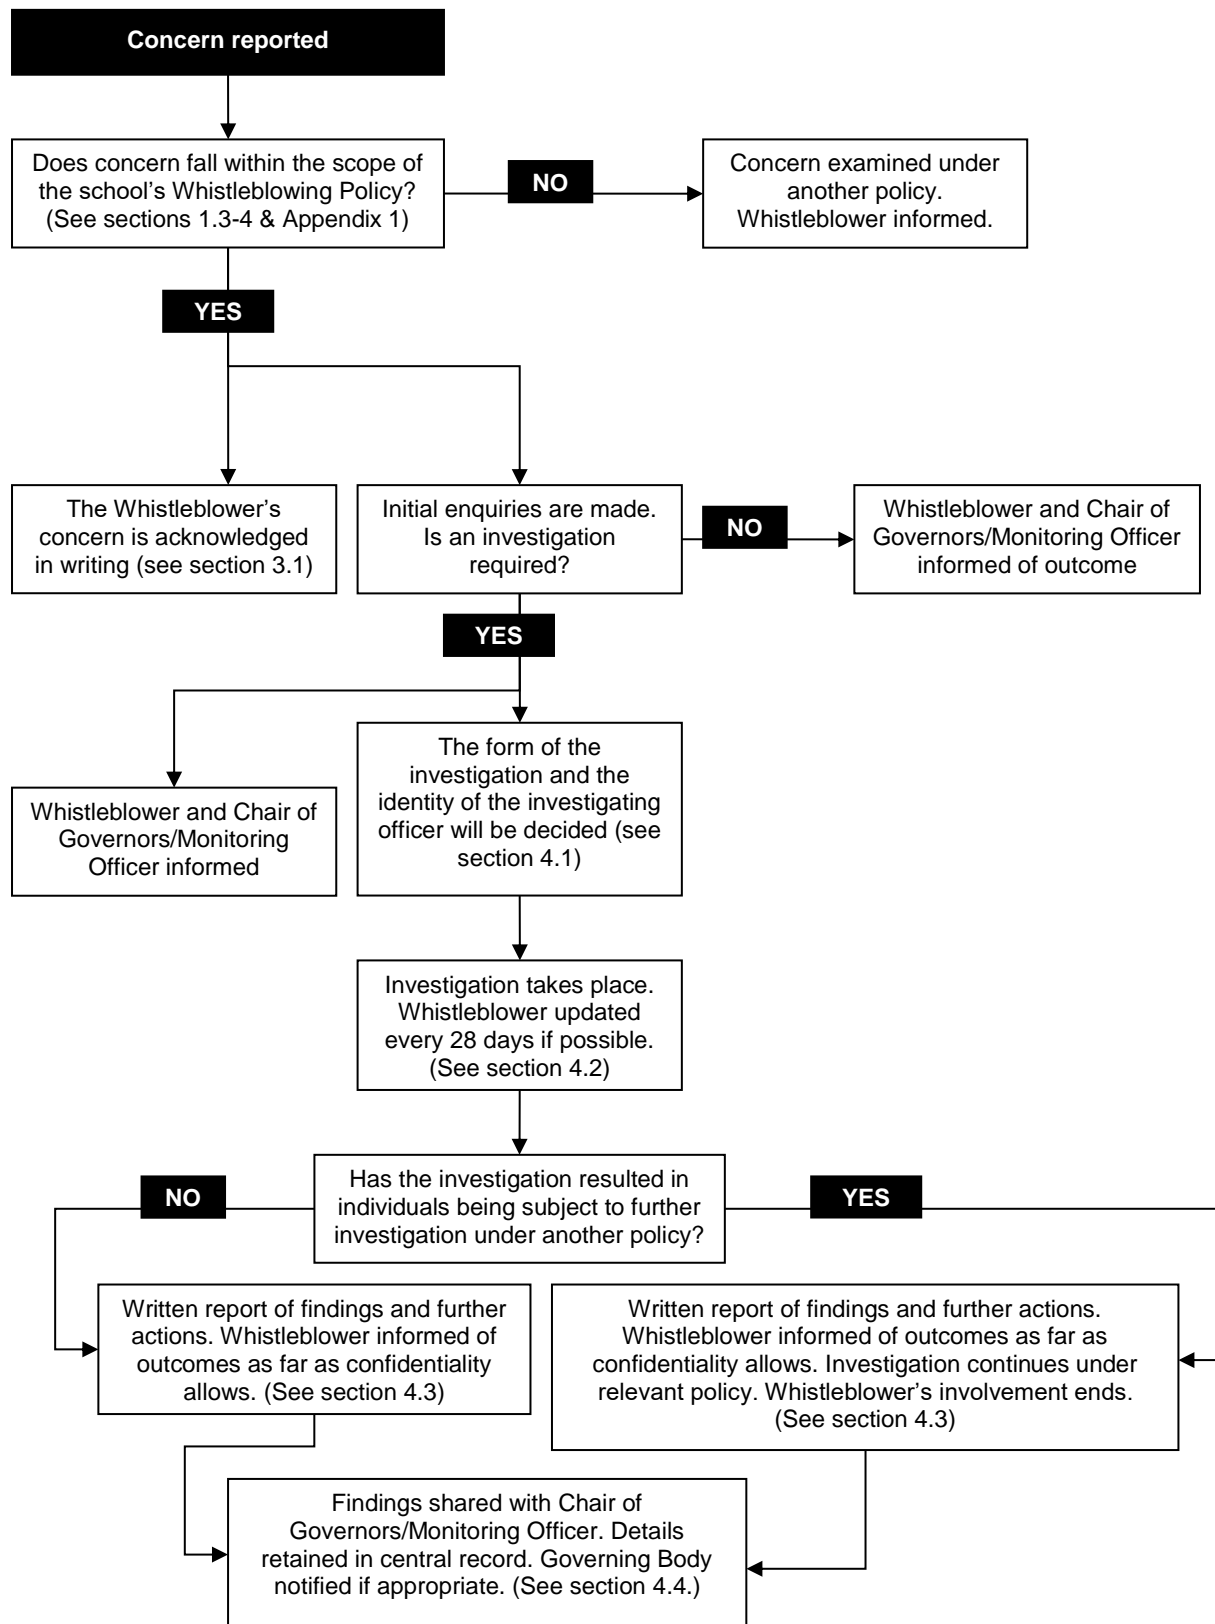 Concern reported
Does concern fall within the scope of
the school's Whistleblowing Policy?
(See sections 1.3-4 & Appendix 1)
NO
Concern examined under
another policy.
Whistleblower informed.
YES
The Whistleblower's
concern is acknowledged
in writing (see section 3.1)
Initial enquiries are made.
Is an investigation
required?
NO
Whistleblower and Chair of
Governors/Monitoring Officer
informed of outcome
YES
Whistleblower and Chair of
Governors/Monitoring
Officer informed
The form of the
investigation and the
identity of the investigating
officer will be decided (see
section 4.1)
Investigation takes place.
Whistleblower updated
every 28 days if possible.
(See section 4.2)
Has the investigation resulted in
individuals being subject to further
investigation under another policy?
NO
YES
Written report of findings and further
actions. Whistleblower informed of
outcomes as far as confidentiality
allows. (See section 4.3)
Written report of findings and further actions.
Whistleblower informed of outcomes as far as
confidentiality allows. Investigation continues under
relevant policy. Whistleblower's involvement ends.
(See section 4.3)
Findings shared with Chair of
Governors/Monitoring Officer. Details
retained in central record. Governing Body
notified if appropriate. (See section 4.4.)